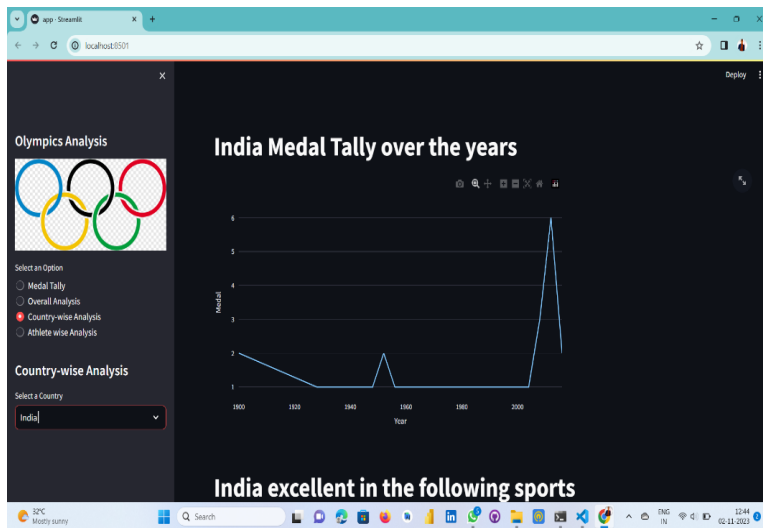 app · Streamlit
localhost:8501
Deploy
Olympics Analysis
Select an Option
Medal Tally
Overall Analysis
Country-wise Analysis
Athlete wise Analysis
Country-wise Analysis
Select a Country
India
India Medal Tally over the years
6
5
4
3
2
1
Medal
1900
1920
1940
1960
1980
2000
Year
India excellent in the following sports
32°C
Mostly sunny
Search
ENG
IN
12:44
02-11-2023